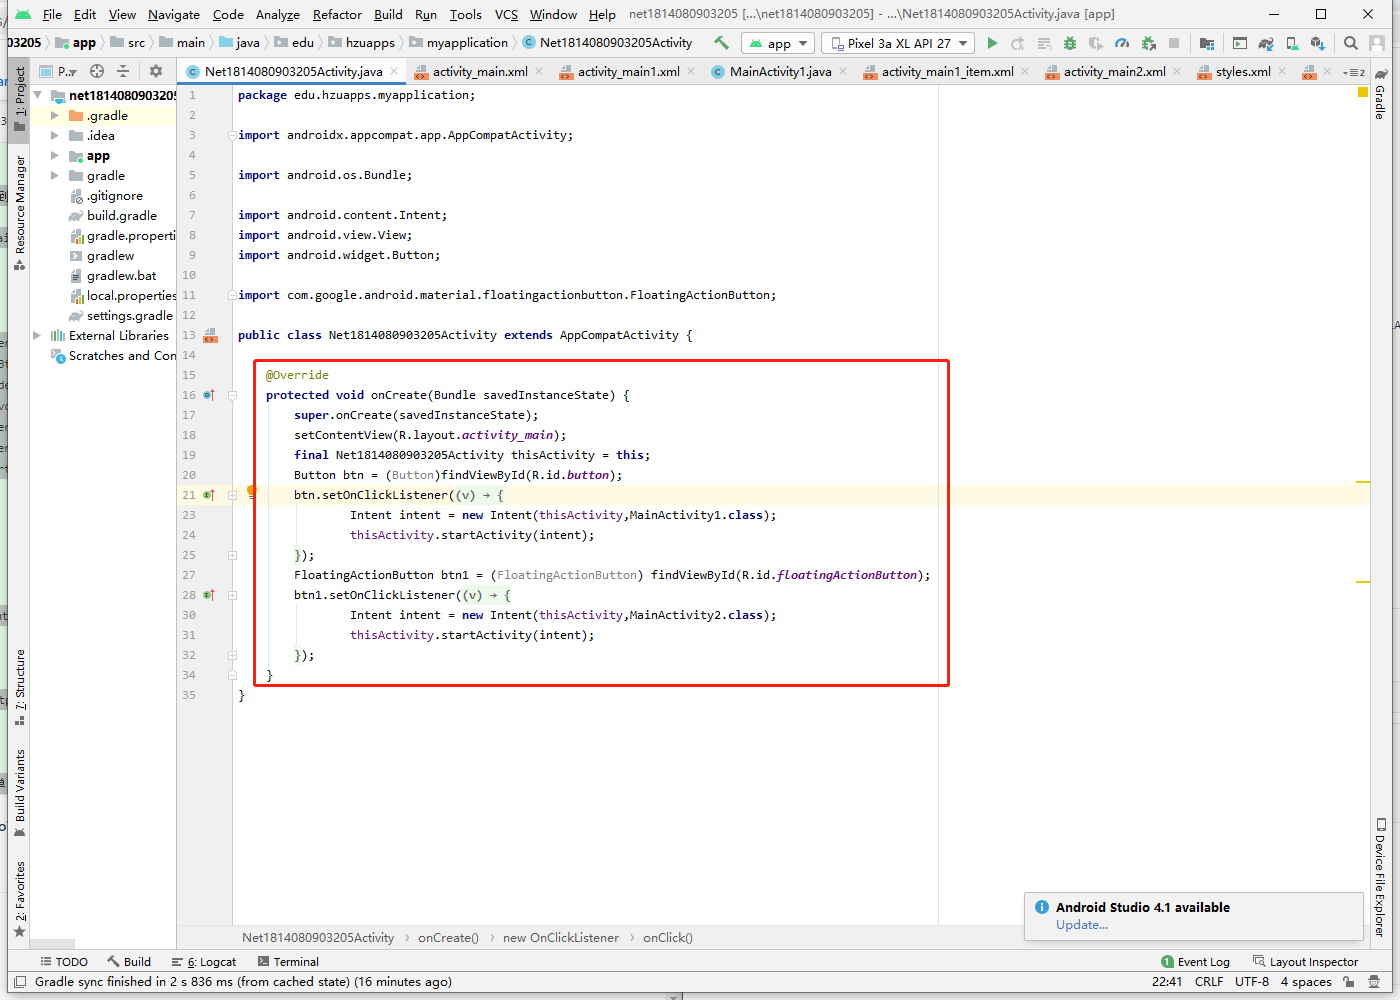 File Edit View Navigate Code Analyze Refactor Build Run Tools VCS Window Help net1814080903205 [...\net1814080903205] - ...\Net1814080903205Activity.java [app]
03205 app src main java edu hzuapps myapplication Net1814080903205Activity app Pixel 3a XL API 27
P.. Net1814080903205Activity.java activity_main.xml activity_main1.xml MainActivity1.java activity_main1_item.xml activity_main2.xml styles.xml 2
1: Project
Resource Manager
7: Structure
Build Variants
2: Favorites
net1814080903205
.gradle
.idea
app
gradle
.gitignore
build.gradle
gradle.properti
gradlew
gradlew.bat
local.properties
settings.gradle
External Libraries
Scratches and Con
1 package edu.hzuapps.myapplication;
2
3 import androidx.appcompat.app.AppCompatActivity;
4
5 import android.os.Bundle;
6
7 import android.content.Intent;
8 import android.view.View;
9 import android.widget.Button;
10
11 import com.google.android.material.floatingactionbutton.FloatingActionButton;
12
13 public class Net1814080903205Activity extends AppCompatActivity {
14
15 @Override
16 protected void onCreate(Bundle savedInstanceState) {
17 super.onCreate(savedInstanceState);
18 setContentView(R.layout.activity_main);
19 final Net1814080903205Activity thisActivity = this;
20 Button btn = (Button)findViewById(R.id.button);
21 btn.setOnClickListener((v) → {
23 Intent intent = new Intent(thisActivity,MainActivity1.class);
24 thisActivity.startActivity(intent);
25 });
27 FloatingActionButton btn1 = (FloatingActionButton) findViewById(R.id.floatingActionButton);
28 btn1.setOnClickListener((v) → {
30 Intent intent = new Intent(thisActivity,MainActivity2.class);
31 thisActivity.startActivity(intent);
32 });
34 }
35 }
Gradle
Device File Explorer
Android Studio 4.1 available
Update...
Net1814080903205Activity onCreate() new OnClickListener onClick()
TODO Build 6: Logcat Terminal 1 Event Log Layout Inspector
Gradle sync finished in 2 s 836 ms (from cached state) (16 minutes ago) 22:41 CRLF UTF-8 4 spaces